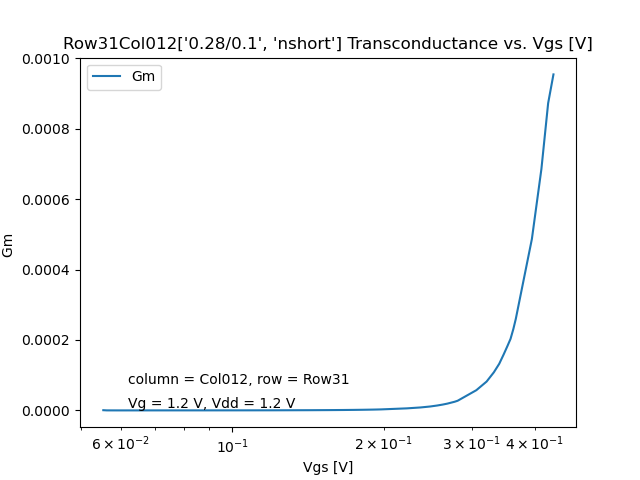 Row31Col012['0.28/0.1', 'nshort'] Transconductance vs. Vgs [V]
Gm
0.0010
0.0008
0.0006
0.0004
0.0002
0.0000
Gm
column = Col012, row = Row31
Vg = 1.2 V, Vdd = 1.2 V
6 × 10⁻² 10⁻¹ 2 × 10⁻¹ 3 × 10⁻¹ 4 × 10⁻¹
Vgs [V]